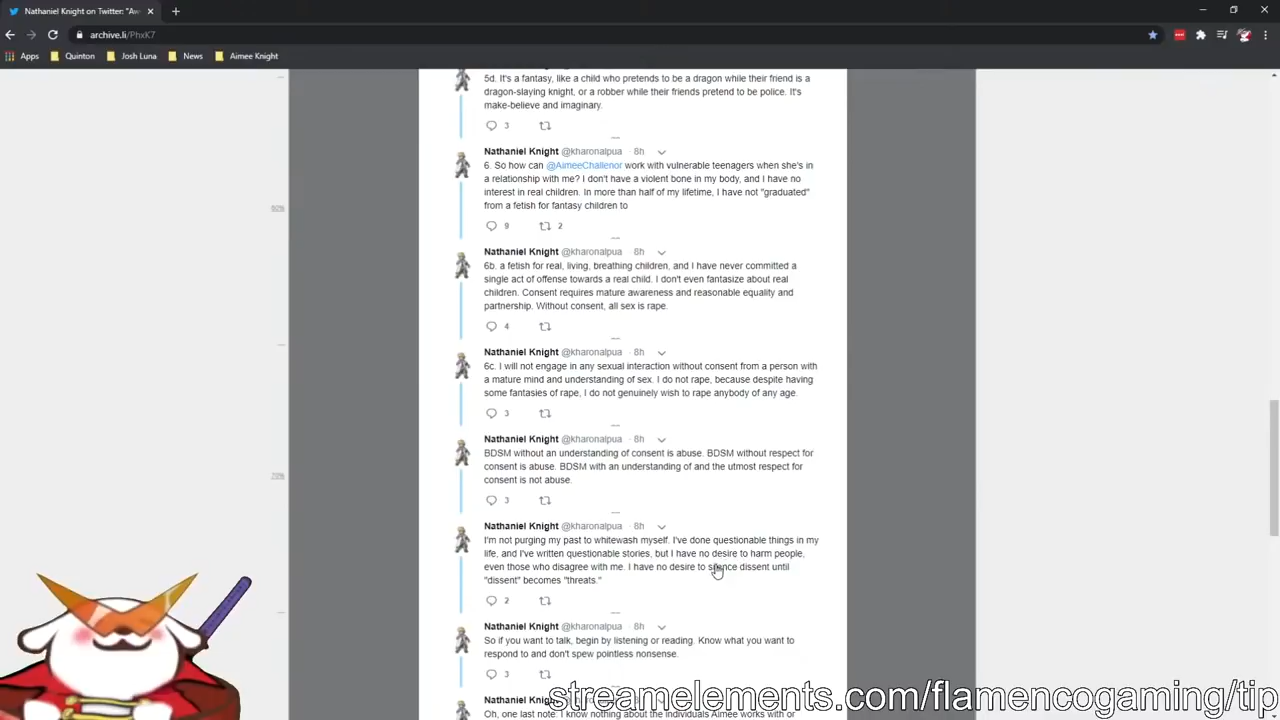 Nathaniel Knight on Twitter: "Aw
archive.li/PhxK7
Apps Quinton Josh Luna News Aimee Knight
5d. It's a fantasy, like a child who pretends to be a dragon while their friend is a
dragon-slaying knight, or a robber while their friends pretend to be police. It's
make-believe and imaginary.
3
Nathaniel Knight @kharonalpua · 8h
6. So how can @AimeeChallenor work with vulnerable teenagers when she's in
a relationship with me? I don't have a violent bone in my body, and I have no
interest in real children. In more than half of my lifetime, I have not "graduated"
from a fetish for fantasy children to
9 2
Nathaniel Knight @kharonalpua · 8h
6b. a fetish for real, living, breathing children, and I have never committed a
single act of offense towards a real child. I don't even fantasize about real
children. Consent requires mature awareness and reasonable equality and
partnership. Without consent, all sex is rape.
4
Nathaniel Knight @kharonalpua · 8h
6c. I will not engage in any sexual interaction without consent from a person with
a mature mind and understanding of sex. I do not rape, because despite having
some fantasies of rape, I do not genuinely wish to rape anybody of any age.
3
Nathaniel Knight @kharonalpua · 8h
BDSM without an understanding of consent is abuse. BDSM without respect for
consent is abuse. BDSM with an understanding of and the utmost respect for
consent is not abuse.
3
Nathaniel Knight @kharonalpua · 8h
I'm not purging my past to whitewash myself. I've done questionable things in my
life, and I've written questionable stories, but I have no desire to harm people,
even those who disagree with me. I have no desire to silence dissent until
"dissent" becomes "threats."
2
Nathaniel Knight @kharonalpua · 8h
So if you want to talk, begin by listening or reading. Know what you want to
respond to and don't spew pointless nonsense.
3
Nathaniel Knight @kharonalpua · 8h
Oh, one last note: I know nothing about the individuals Aimee works with or
streamelements.com/flamencogaming/tip